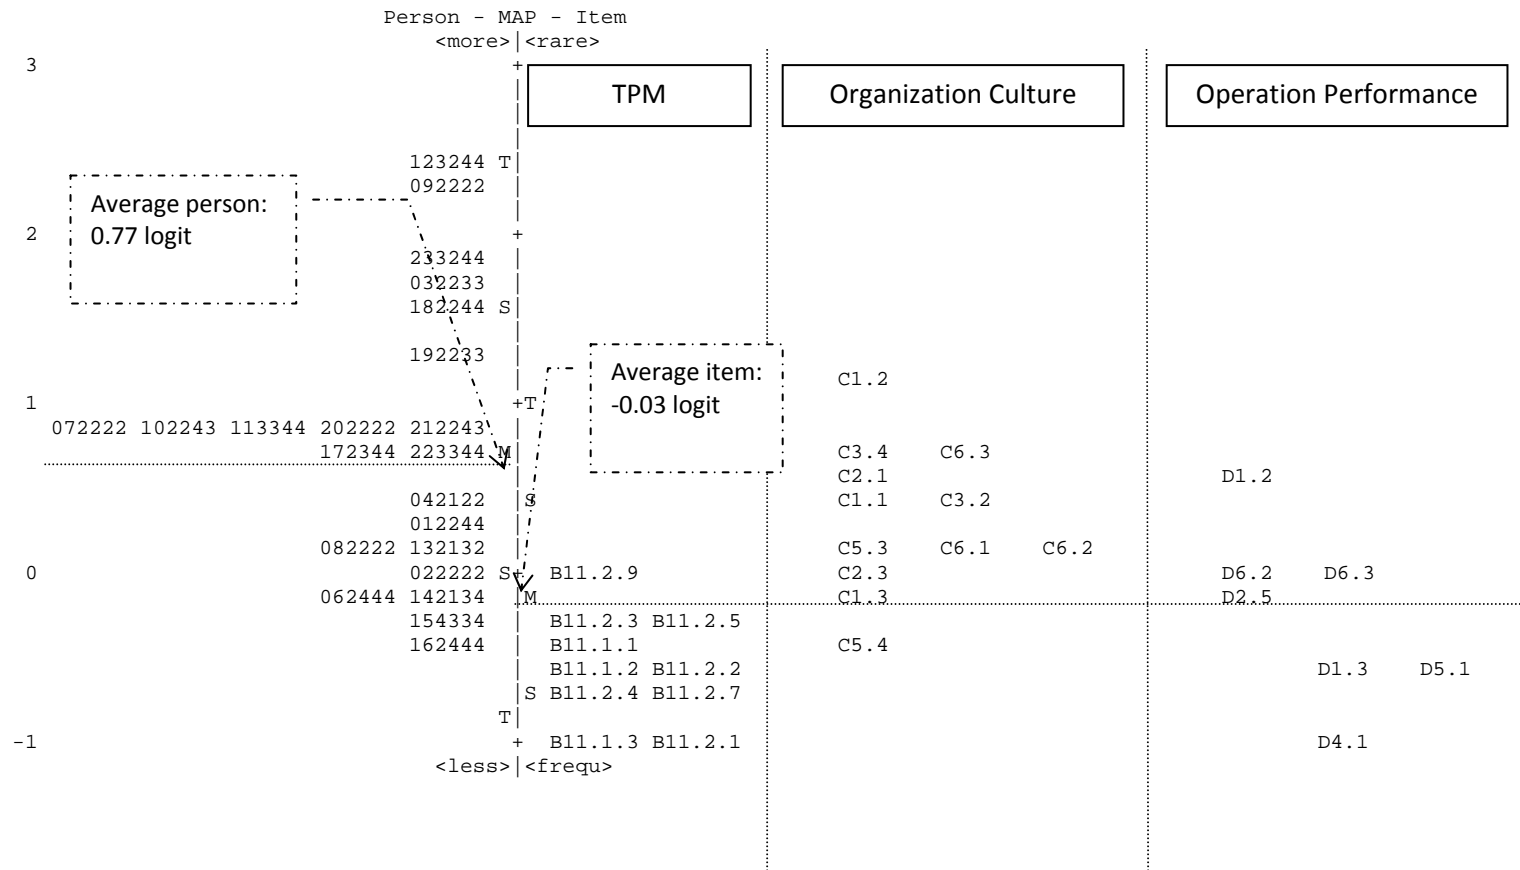 Person - MAP - Item
<more>|<rare>
3 +
TPM Organization Culture Operation Performance
123244 T|
092222 |
Average person:
0.77 logit
2 +
233244 |
032233 |
182244 S|
192233 |
Average item:
-0.03 logit
| C1.2
1 +T
072222 102243 113344 202222 212243 |
172344 223344 M| C3.4 C6.3
| C2.1 D1.2
042122 |S C1.1 C3.2
012244 |
082222 132132 | C5.3 C6.1 C6.2
0 022222 S+ B11.2.9 C2.3 D6.2 D6.3
062444 142134 |M C1.3 D2.5
154334 | B11.2.3 B11.2.5
162444 | B11.1.1 C5.4
| B11.1.2 B11.2.2 D1.3 D5.1
|S B11.2.4 B11.2.7
T|
-1 + B11.1.3 B11.2.1 D4.1
<less>|<frequ>